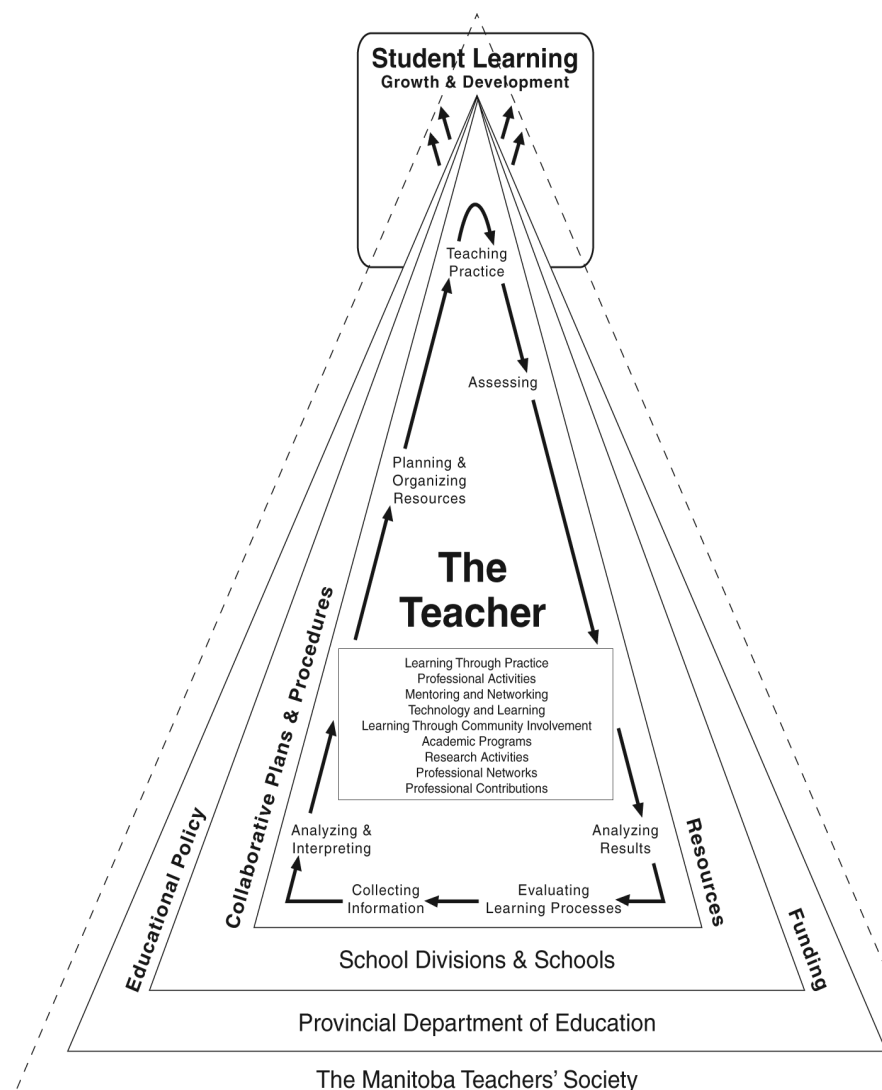 Student Learning
Growth & Development
Teaching
Practice
Assessing
Planning &
Organizing
Resources
The
Teacher
Learning Through Practice
Professional Activities
Mentoring and Networking
Technology and Learning
Learning Through Community Involvement
Academic Programs
Research Activities
Professional Networks
Professional Contributions
Analyzing &
Interpreting
Analyzing
Results
Collecting
Information
Evaluating
Learning Processes
Educational Policy
Collaborative Plans & Procedures
Resources
Funding
School Divisions & Schools
Provincial Department of Education
The Manitoba Teachers' Society